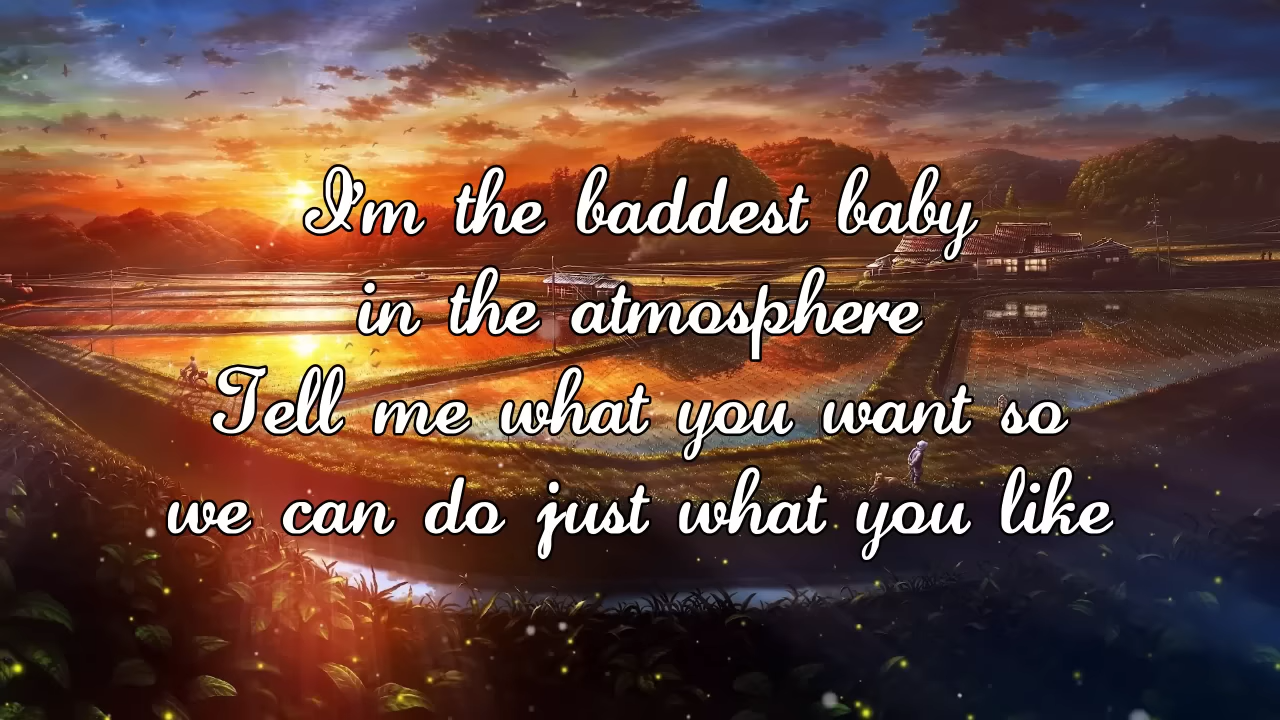 I'm the baddest baby
in the atmosphere
Tell me what you want so
we can do just what you like